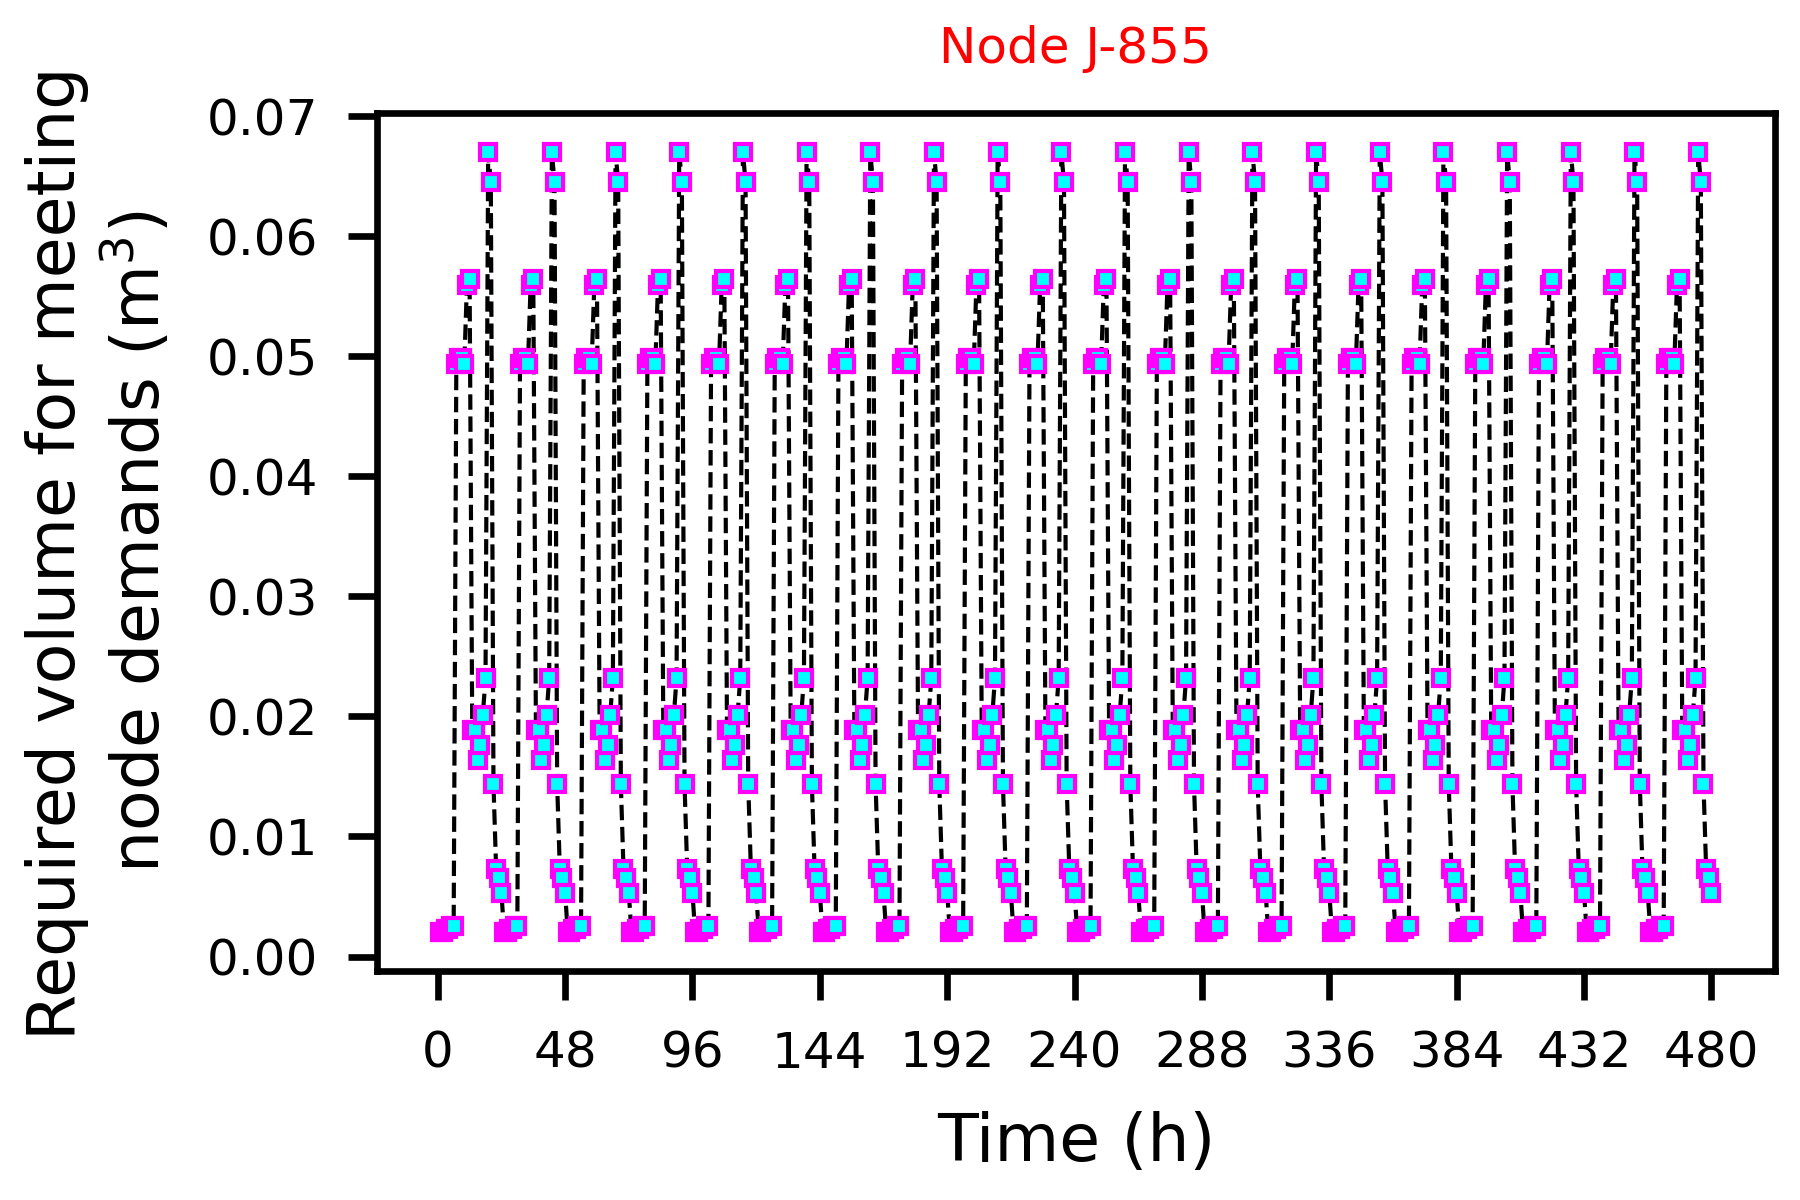 Node J-855
Required volume for meeting
node demands (m³)
0.07
0.06
0.05
0.04
0.03
0.02
0.01
0.00
0 48 96 144 192 240 288 336 384 432 480
Time (h)